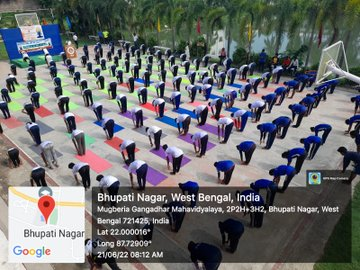 GPS Map Camera
Bhupati Nagar, West Bengal, India
Mugberia Gangadhar Mahavidyalaya, 2P2H+3H2, Bhupati Nagar, West
Bengal 721425, India
Lat 22.000016°
Long 87.72909°
21/06/22 08:12 AM
Bhupati Nagar
Google